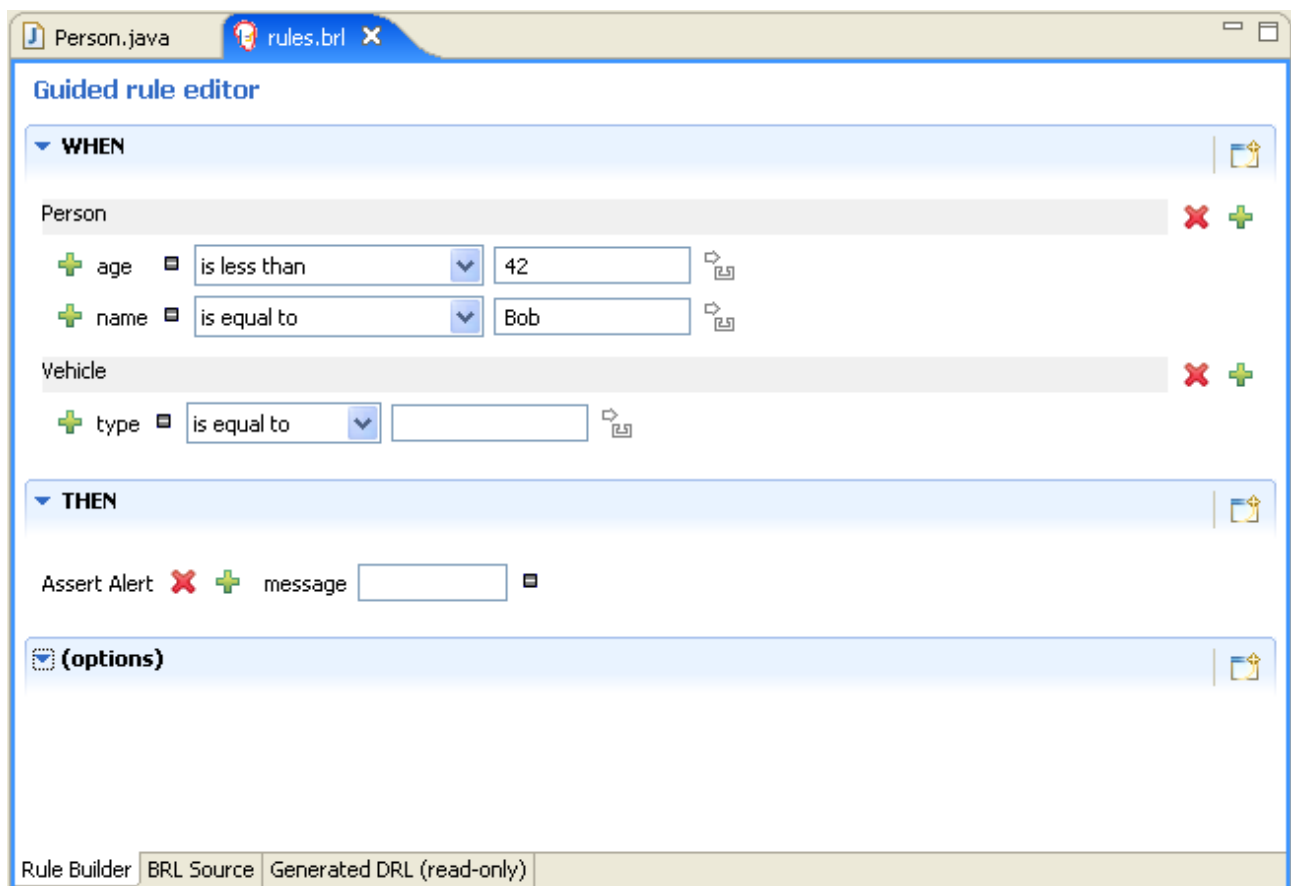 Person.java rules.brl
Guided rule editor
WHEN
Person
age is less than 42
name is equal to Bob
Vehicle
type is equal to
THEN
Assert Alert message
(options)
Rule Builder BRL Source Generated DRL (read-only)